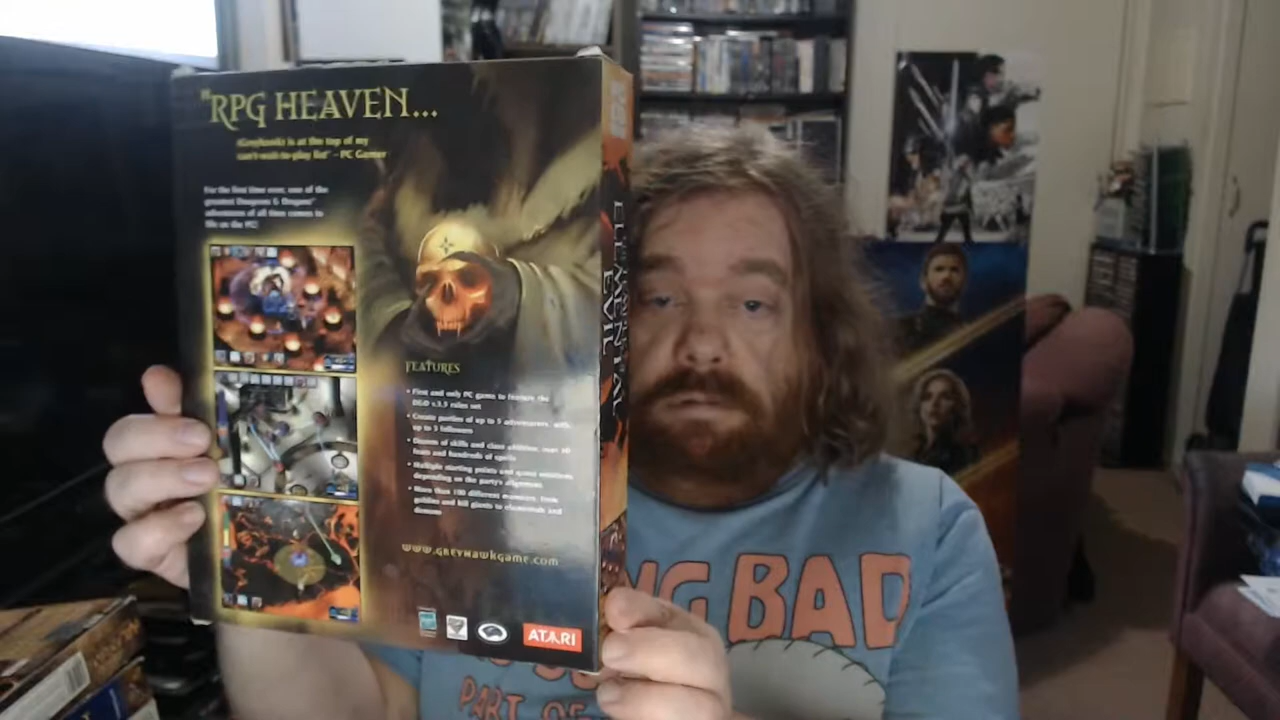 "RPG HEAVEN...
(Greyhawk) is at the top of my
can't-wait-to-play list" - PC Gamer
For the first time ever, one of the
greatest Dungeons & Dragons
adventures of all time comes to
life on the PC!
FEATURES
• First and only PC game to feature the
D&D v.3.5 rules set
• Create parties of up to 5 adventurers, with
up to 3 followers
• Dozens of skills and class abilities, over
feats and hundreds of spells
• Multiple starting points and quest
depending on the party's alignment
• More than 100 different monsters, from
goblins and hill giants to elementals and
demons
www.greyhawkgame.com
ATARI
ELEMENTAL
EVIL
NG BAD
PART OF